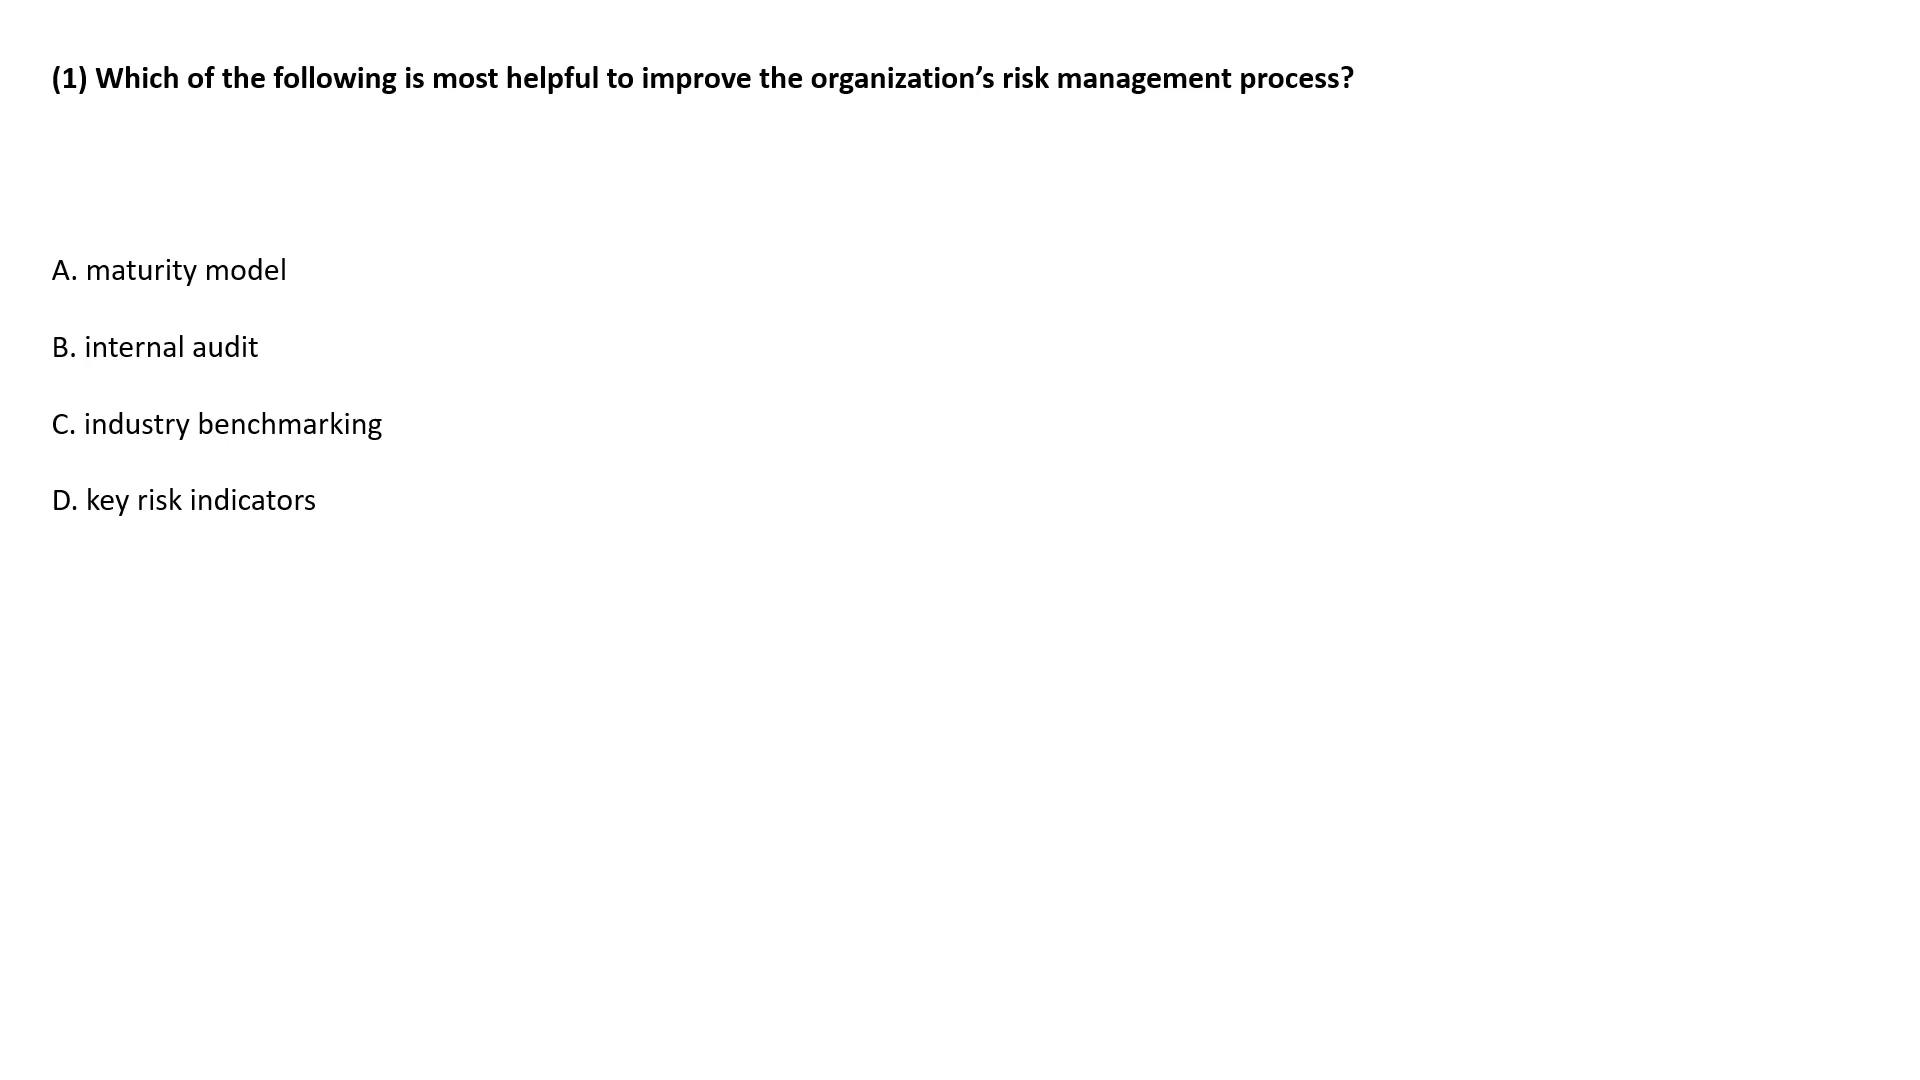 (1) Which of the following is most helpful to improve the organization’s risk management process?
A. maturity model
B. internal audit
C. industry benchmarking
D. key risk indicators